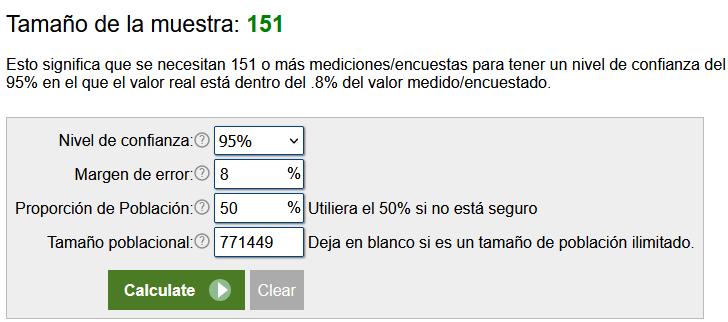 Tamaño de la muestra: 151
Esto significa que se necesitan 151 o más mediciones/encuestas para tener un nivel de confianza del
95% en el que el valor real está dentro del .8% del valor medido/encuestado.
Nivel de confianza:? 95%
Margen de error:? 8 %
Proporción de Población:? 50 % Utiliera el 50% si no está seguro
Tamaño poblacional:? 771449 Deja en blanco si es un tamaño de población ilimitado.
Calculate Clear